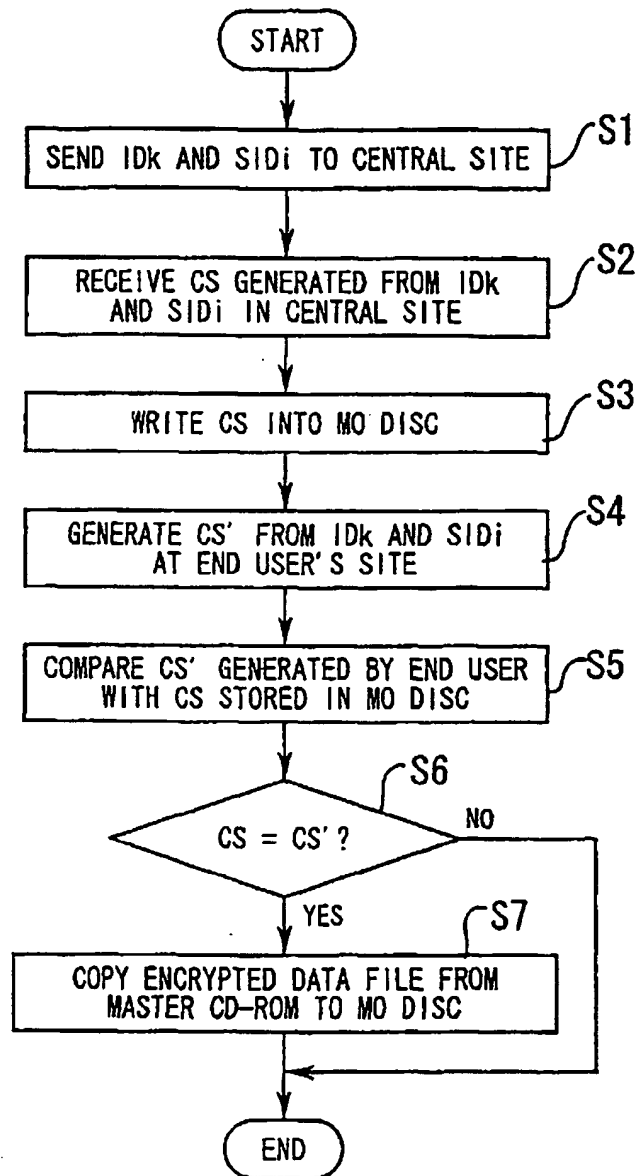 START
S1
SEND IDk AND SIDi TO CENTRAL SITE
S2
RECEIVE CS GENERATED FROM IDk
AND SIDi IN CENTRAL SITE
S3
WRITE CS INTO MO DISC
S4
GENERATE CS' FROM IDk AND SIDi
AT END USER'S SITE
S5
COMPARE CS' GENERATED BY END USER
WITH CS STORED IN MO DISC
S6
CS = CS'?
NO
YES
S7
COPY ENCRYPTED DATA FILE FROM
MASTER CD-ROM TO MO DISC
END